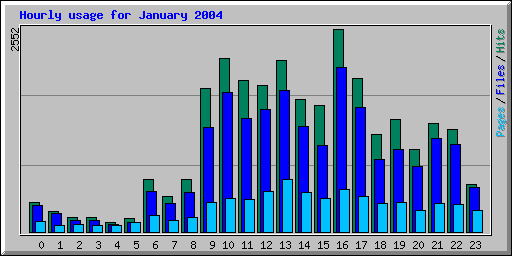 Hourly usage for January 2004
2552
Pages / Files / Hits
0 1 2 3 4 5 6 7 8 9 10 11 12 13 14 15 16 17 18 19 20 21 22 23